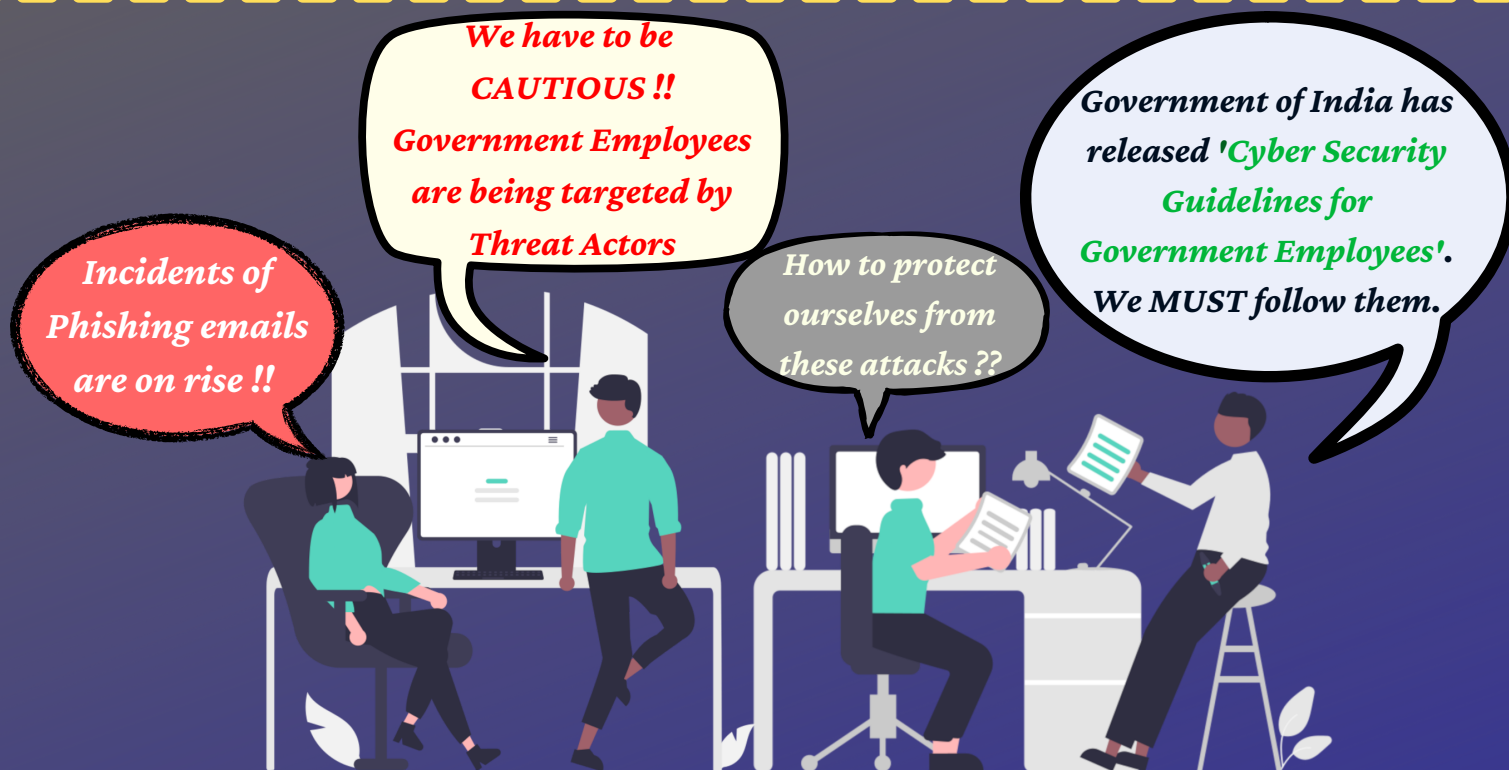 Incidents of
Phishing emails
are on rise !!
We have to be
CAUTIOUS !!
Government Employees
are being targeted by
Threat Actors
How to protect
ourselves from
these attacks ??
Government of India has
released 'Cyber Security
Guidelines for
Government Employees'.
We MUST follow them.